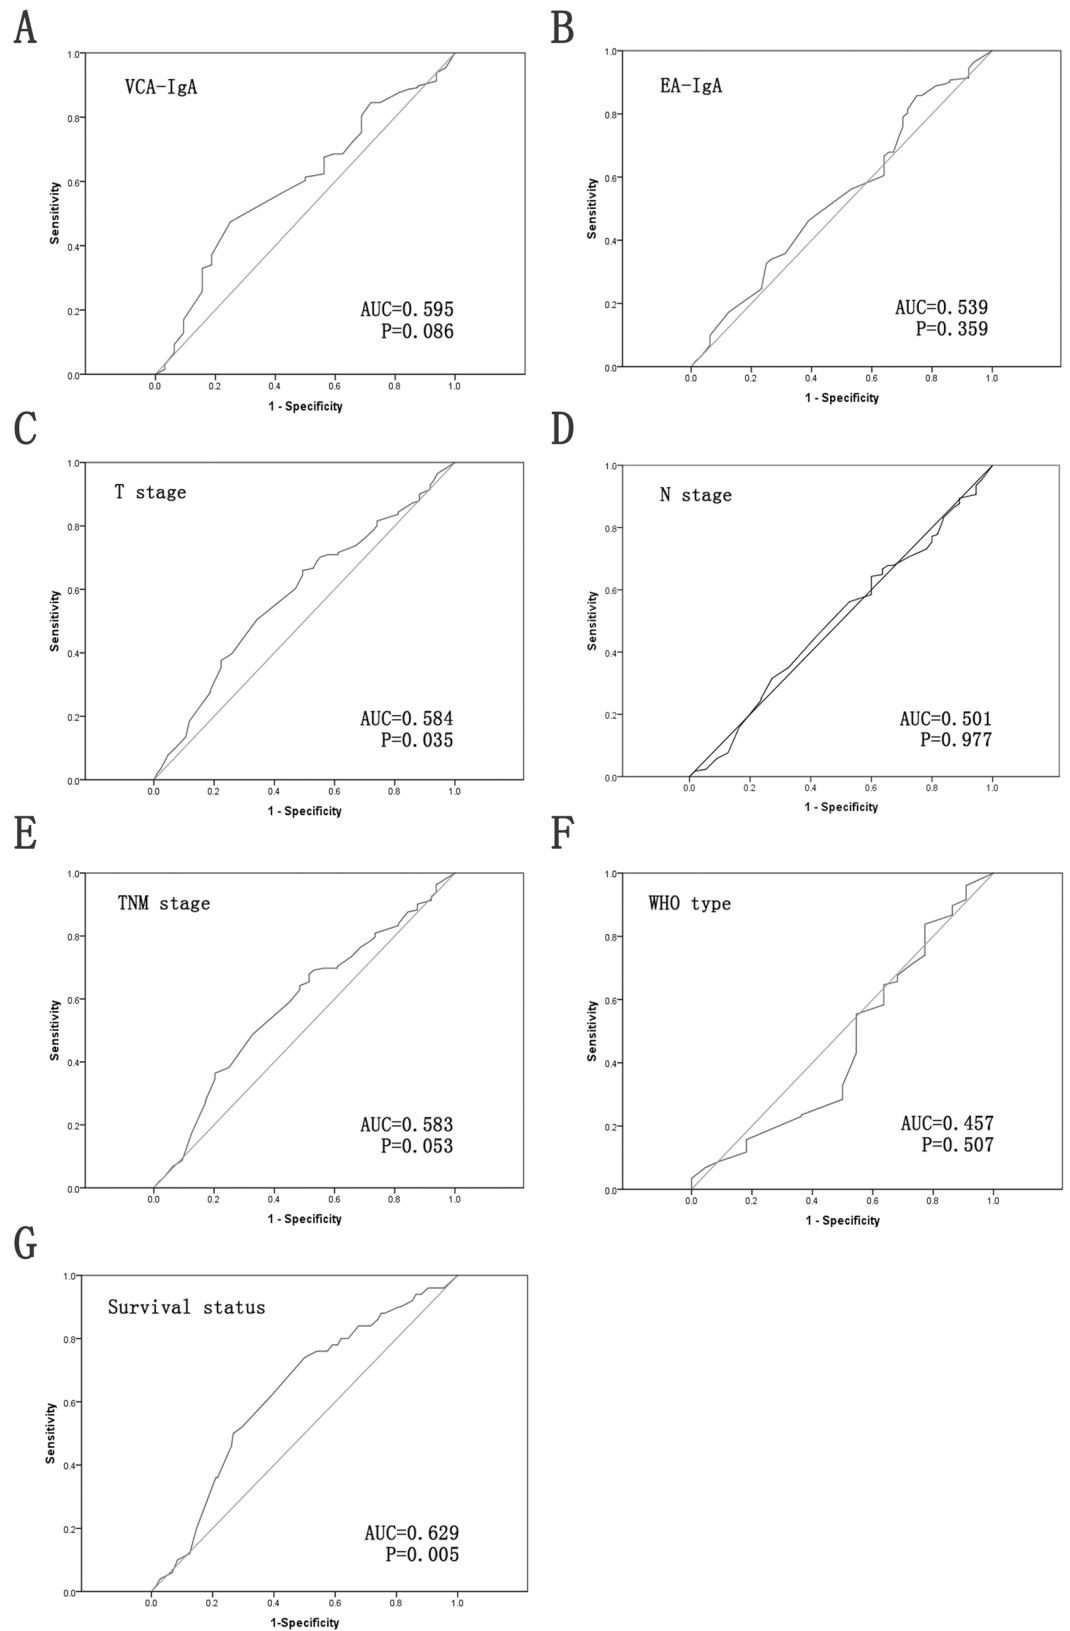 A
VCA-IgA
AUC=0.595
P=0.086
Sensitivity
1.0
0.8
0.6
0.4
0.2
0.0
0.0 0.2 0.4 0.6 0.8 1.0
1 - Specificity
B
EA-IgA
AUC=0.539
P=0.359
Sensitivity
1.0
0.8
0.6
0.4
0.2
0.0
0.0 0.2 0.4 0.6 0.8 1.0
1 - Specificity
C
T stage
AUC=0.584
P=0.035
Sensitivity
1.0
0.8
0.6
0.4
0.2
0.0
0.0 0.2 0.4 0.6 0.8 1.0
1 - Specificity
D
N stage
AUC=0.501
P=0.977
Sensitivity
1.0
0.8
0.6
0.4
0.2
0.0
0.0 0.2 0.4 0.6 0.8 1.0
1 - Specificity
E
TNM stage
AUC=0.583
P=0.053
Sensitivity
1.0
0.8
0.6
0.4
0.2
0.0
0.0 0.2 0.4 0.6 0.8 1.0
1 - Specificity
F
WHO type
AUC=0.457
P=0.507
Sensitivity
1.0
0.8
0.6
0.4
0.2
0.0
0.0 0.2 0.4 0.6 0.8 1.0
1 - Specificity
G
Survival status
AUC=0.629
P=0.005
Sensitivity
1.0
0.8
0.6
0.4
0.2
0.0
0.0 0.2 0.4 0.6 0.8 1.0
1-Specificity